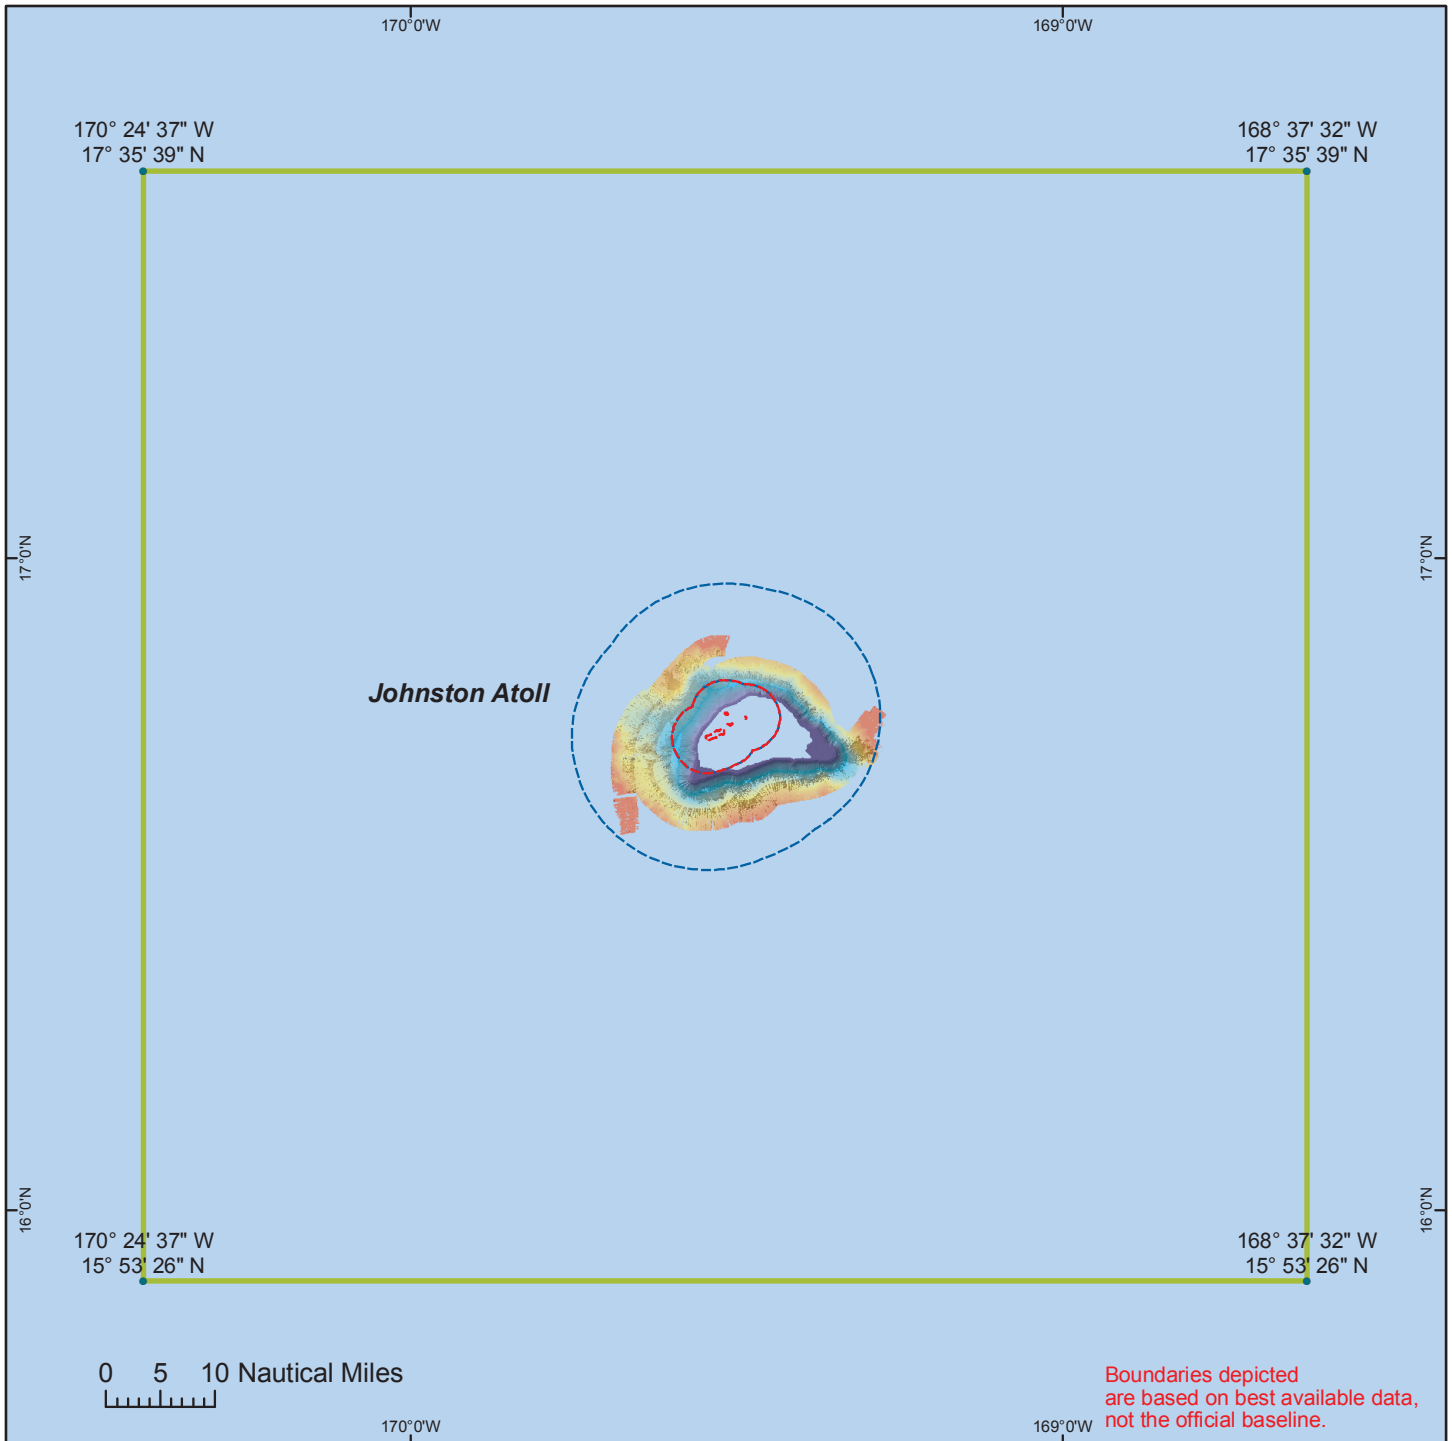 170°0'W
169°0'W
170° 24' 37" W
17° 35' 39" N
168° 37' 32" W
17° 35' 39" N
17°0'N
17°0'N
Johnston Atoll
16°0'N
16°0'N
170° 24' 37" W
15° 53' 26" N
168° 37' 32" W
15° 53' 26" N
0 5 10 Nautical Miles
Boundaries depicted
are based on best available data,
not the official baseline.
170°0'W
169°0'W